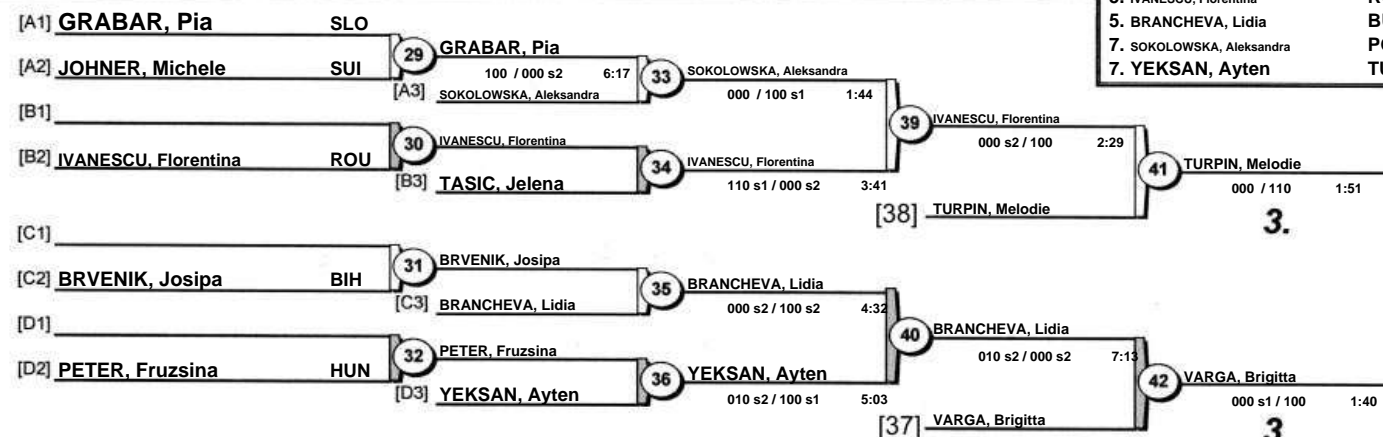 3. IVANESCU, Florentina
5. BRANCHEVA, Lidia
7. SOKOLOWSKA, Aleksandra
7. YEKSAN, Ayten
[A1] GRABAR, Pia SLO
[A2] JOHNER, Michele SUI
29 GRABAR, Pia
100 / 000 s2 6:17
[A3] SOKOLOWSKA, Aleksandra
33 SOKOLOWSKA, Aleksandra
000 / 100 s1 1:44
[B1]
[B2] IVANESCU, Florentina ROU
30 IVANESCU, Florentina
[B3] TASIC, Jelena
34 IVANESCU, Florentina
110 s1 / 000 s2 3:41
39 IVANESCU, Florentina
000 s2 / 100 2:29
[38] TURPIN, Melodie
41 TURPIN, Melodie
000 / 110 1:51
3.
[C1]
[C2] BRVENIK, Josipa BIH
31 BRVENIK, Josipa
[C3] BRANCHEVA, Lidia
35 BRANCHEVA, Lidia
000 s2 / 100 s2 4:32
[D1]
[D2] PETER, Fruzsina HUN
32 PETER, Fruzsina
[D3] YEKSAN, Ayten
36 YEKSAN, Ayten
010 s2 / 100 s1 5:03
40 BRANCHEVA, Lidia
010 s2 / 000 s2 7:13
[37] VARGA, Brigitta
42 VARGA, Brigitta
000 s1 / 100 1:40
3